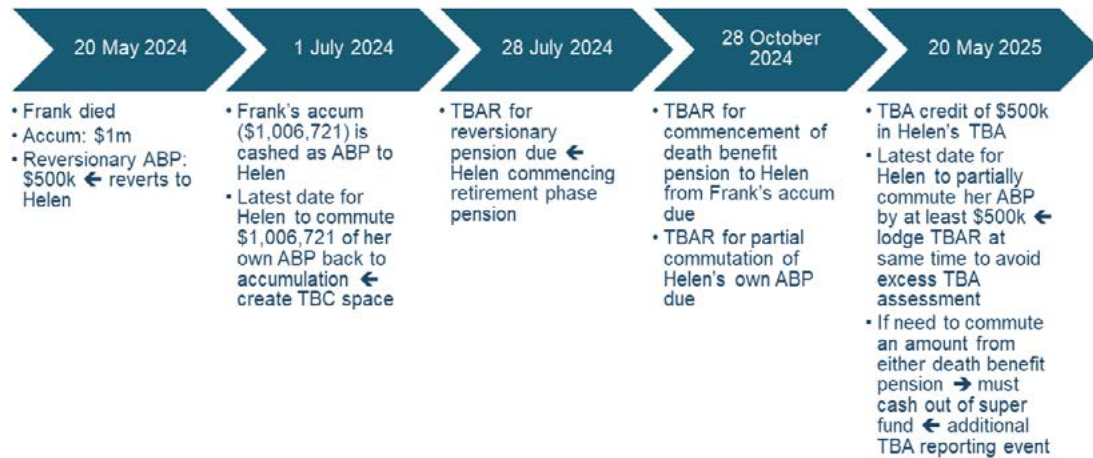 20 May 2024
• Frank died
• Accum: $1m
• Reversionary ABP:
$500k ← reverts to
Helen
1 July 2024
• Frank's accum
($1,006,721) is
cashed as ABP to
Helen
• Latest date for
Helen to commute
$1,006,721 of her
own ABP back to
accumulation ←
create TBC space
28 July 2024
• TBAR for
reversionary
pension due ←
Helen commencing
retirement phase
pension
28 October
2024
• TBAR for
commencement of
death benefit
pension to Helen
from Frank's accum
due
• TBAR for partial
commutation of
Helen's own ABP
due
20 May 2025
• TBA credit of $500k
in Helen's TBA
• Latest date for
Helen to partially
commute her ABP
by at least $500k ←
lodge TBAR at
same time to avoid
excess TBA
assessment
• If need to commute
an amount from
either death benefit
pension → must
cash out of super
fund ← additional
TBA reporting event